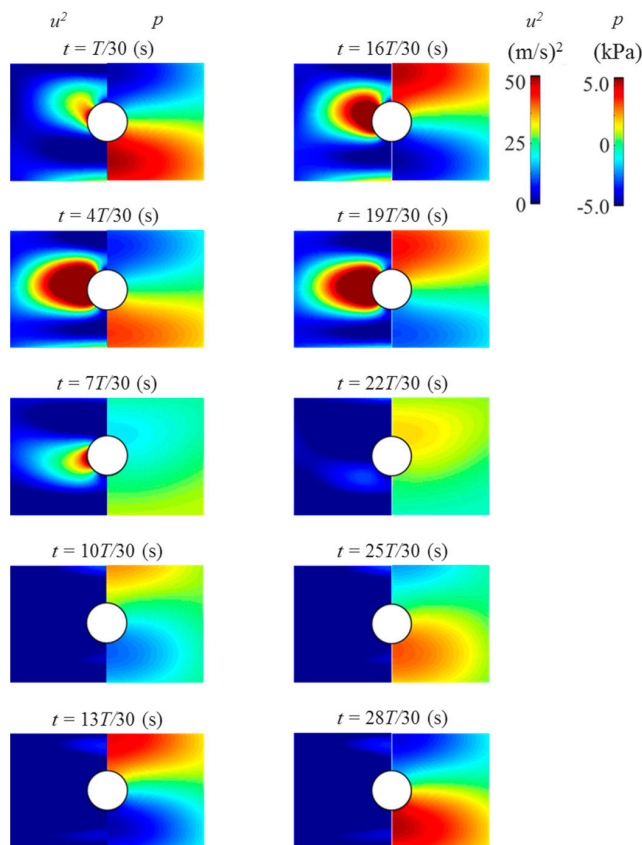 u² p u² p
t = T/30 (s) t = 16T/30 (s) (m/s)² (kPa)
50 5.0
25 0
0 -5.0
t = 4T/30 (s) t = 19T/30 (s)
t = 7T/30 (s) t = 22T/30 (s)
t = 10T/30 (s) t = 25T/30 (s)
t = 13T/30 (s) t = 28T/30 (s)